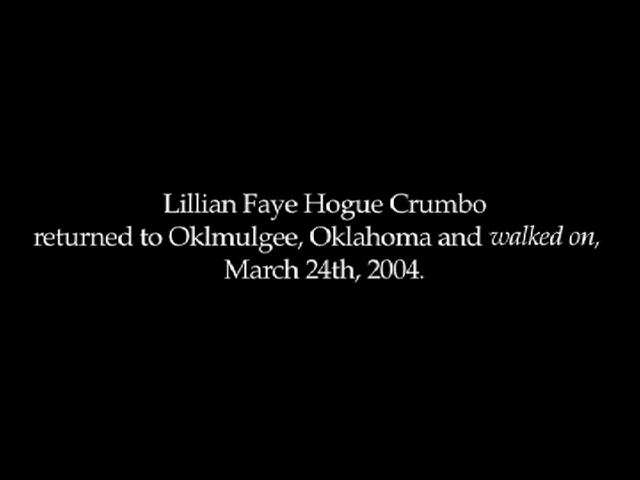 Lillian Faye Hogue Crumbo
returned to Oklmulgee, Oklahoma and walked on,
March 24th, 2004.